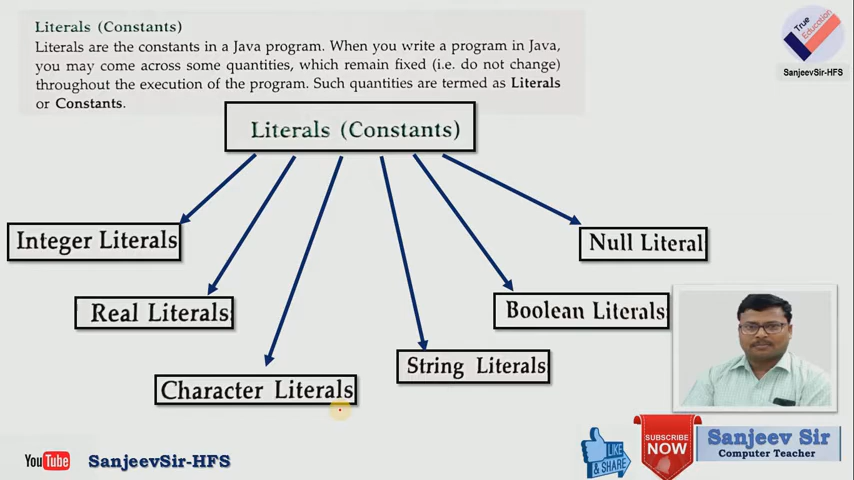 Literals (Constants)
Literals are the constants in a Java program. When you write a program in Java,
you may come across some quantities, which remain fixed (i.e. do not change)
throughout the execution of the program. Such quantities are termed as Literals
or Constants.
True
Education
SanjeevSir-HFS
Literals (Constants)
Integer Literals
Null Literal
Real Literals
Boolean Literals
Character Literals
String Literals
LIKE
& SHARE
SUBSCRIBE
NOW
Sanjeev Sir
Computer Teacher
YouTube
SanjeevSir-HFS